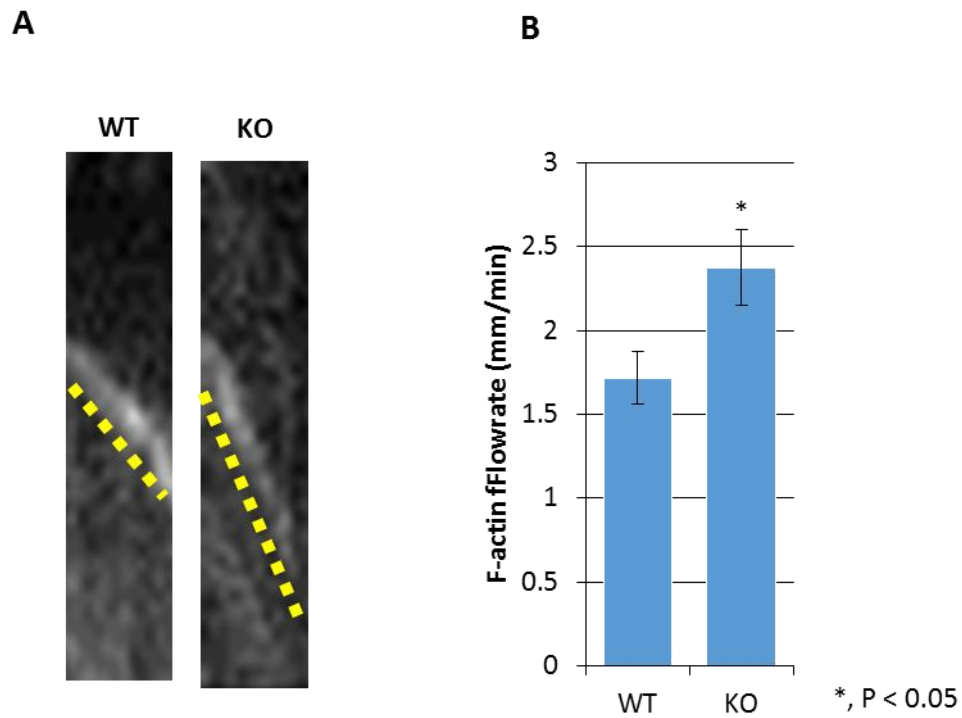 A
B
WT
KO
3
2.5
2
1.5
1
0.5
0
F-actin fFlowrate (mm/min)
*
WT
KO
*, P < 0.05